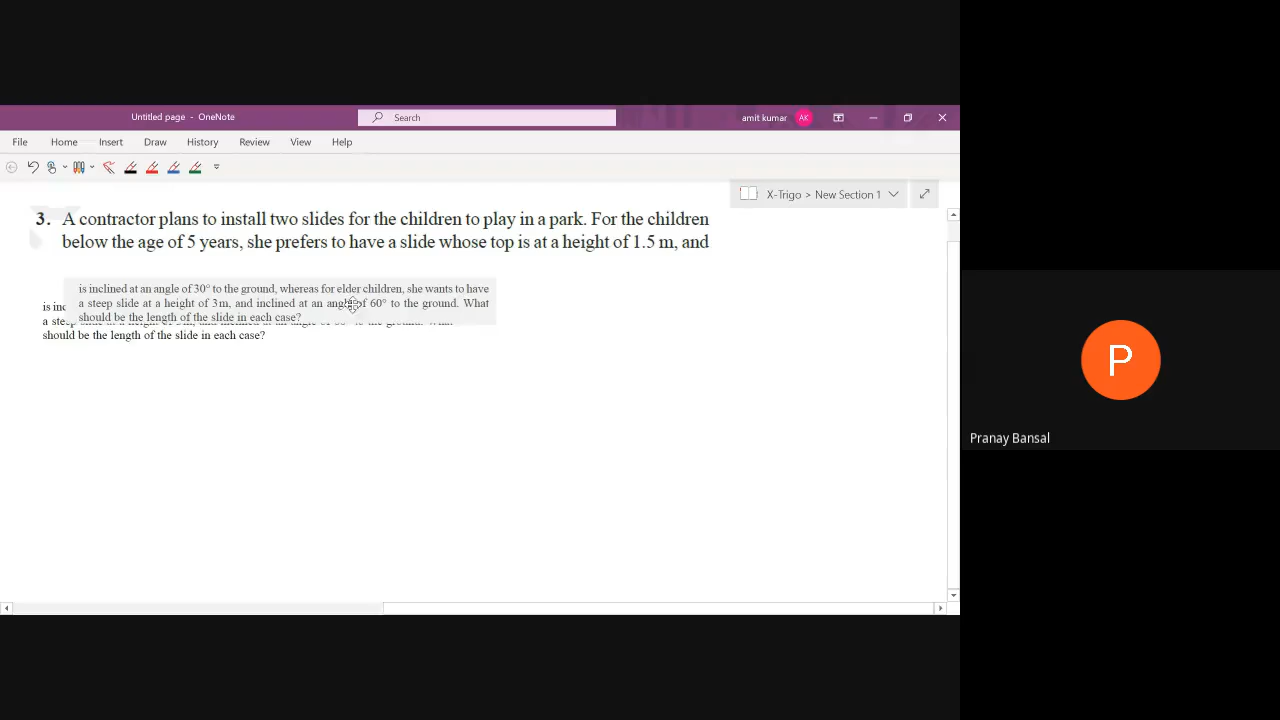 Untitled page - OneNote
Search
amit kumar
AK
File Home Insert Draw History Review View Help
X-Trigo > New Section 1
3. A contractor plans to install two slides for the children to play in a park. For the children
below the age of 5 years, she prefers to have a slide whose top is at a height of 1.5 m, and
is inclined at an angle of 30° to the ground, whereas for elder children, she wants to have
a steep slide at a height of 3m, and inclined at an angle of 60° to the ground. What
should be the length of the slide in each case?
is inc
a steep
should be the length of the slide in each case?
P
Pranay Bansal